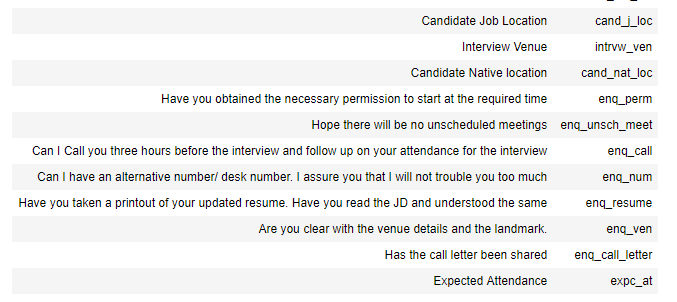 Candidate Job Location cand_j_loc
Interview Venue intrvw_ven
Candidate Native location cand_nat_loc
Have you obtained the necessary permission to start at the required time enq_perm
Hope there will be no unscheduled meetings enq_unsch_meet
Can I Call you three hours before the interview and follow up on your attendance for the interview enq_call
Can I have an alternative number/ desk number. I assure you that I will not trouble you too much enq_num
Have you taken a printout of your updated resume. Have you read the JD and understood the same enq_resume
Are you clear with the venue details and the landmark. enq_ven
Has the call letter been shared enq_call_letter
Expected Attendance expc_at